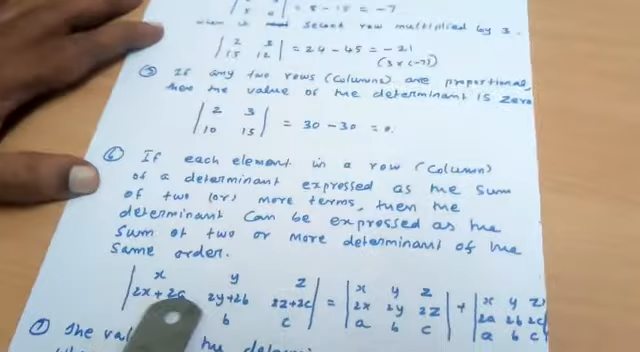 = 8 - 15 = -7
when it second row multiplied by 3.
| 2 3 |
| 15 12 | = 24 - 45 = -21
(3 x (-7))
⑤ If any two rows (columns) are proportional,
then the value of the determinant is zero
| 2 3 |
| 10 15 | = 30 - 30 = 0.
⑥ If each element in a row (column)
of a determinant expressed as the sum
of two (or) more terms, then the
determinant can be expressed as the
sum of two or more determinant of the
same order.
| x y z | | x y z | | x y z |
| 2x+2a 2y+2b 2z+2c | = | 2x 2y 2z | + | 2a 2b 2c |
| b c | | a b c | | a b c |
⑦ The val